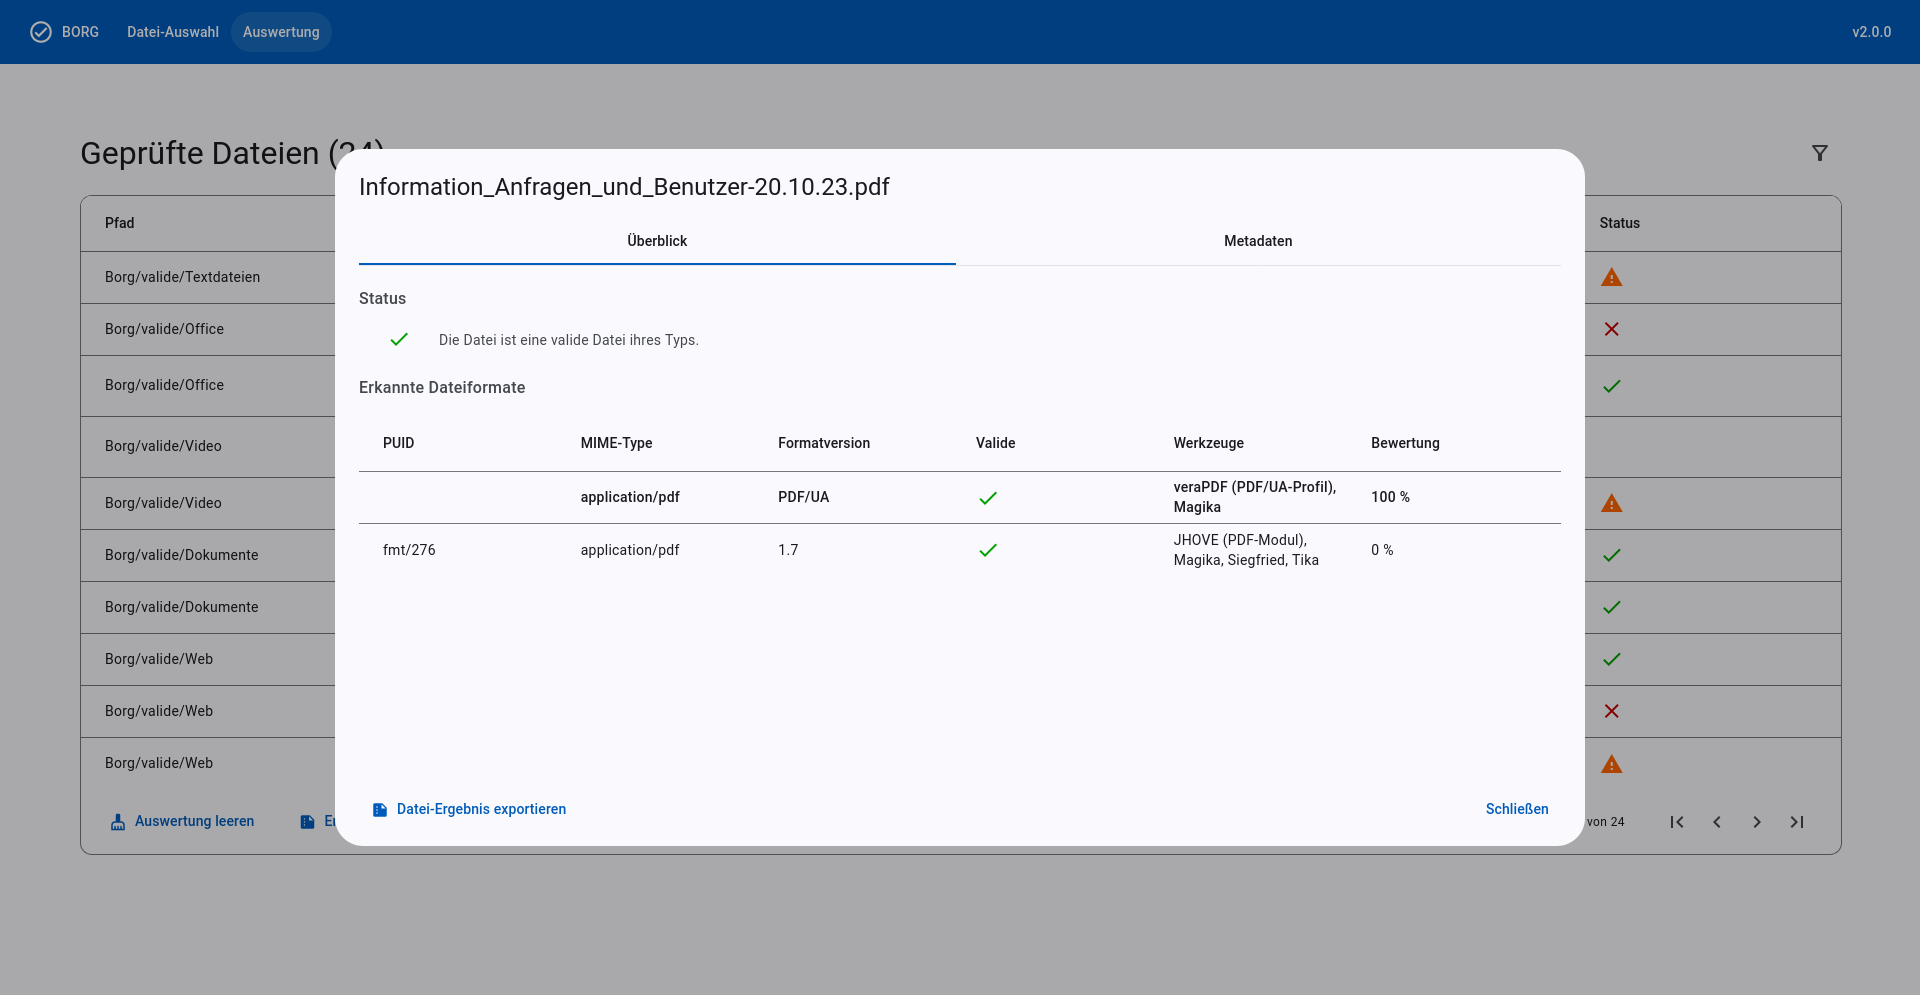 BORG Datei-Auswahl Auswertung v2.0.0
Geprüfte Dateien (24)
Pfad Status
Borg/valide/Textdateien
Borg/valide/Office
Borg/valide/Office
Borg/valide/Video
Borg/valide/Video
Borg/valide/Dokumente
Borg/valide/Dokumente
Borg/valide/Web
Borg/valide/Web
Borg/valide/Web
Auswertung leeren
von 24
Information_Anfragen_und_Benutzer-20.10.23.pdf
Überblick Metadaten
Status
Die Datei ist eine valide Datei ihres Typs.
Erkannte Dateiformate
PUID MIME-Type Formatversion Valide Werkzeuge Bewertung
application/pdf PDF/UA veraPDF (PDF/UA-Profil), 100 %
Magika
fmt/276 application/pdf 1.7 JHOVE (PDF-Modul), 0 %
Magika, Siegfried, Tika
Datei-Ergebnis exportieren Schließen